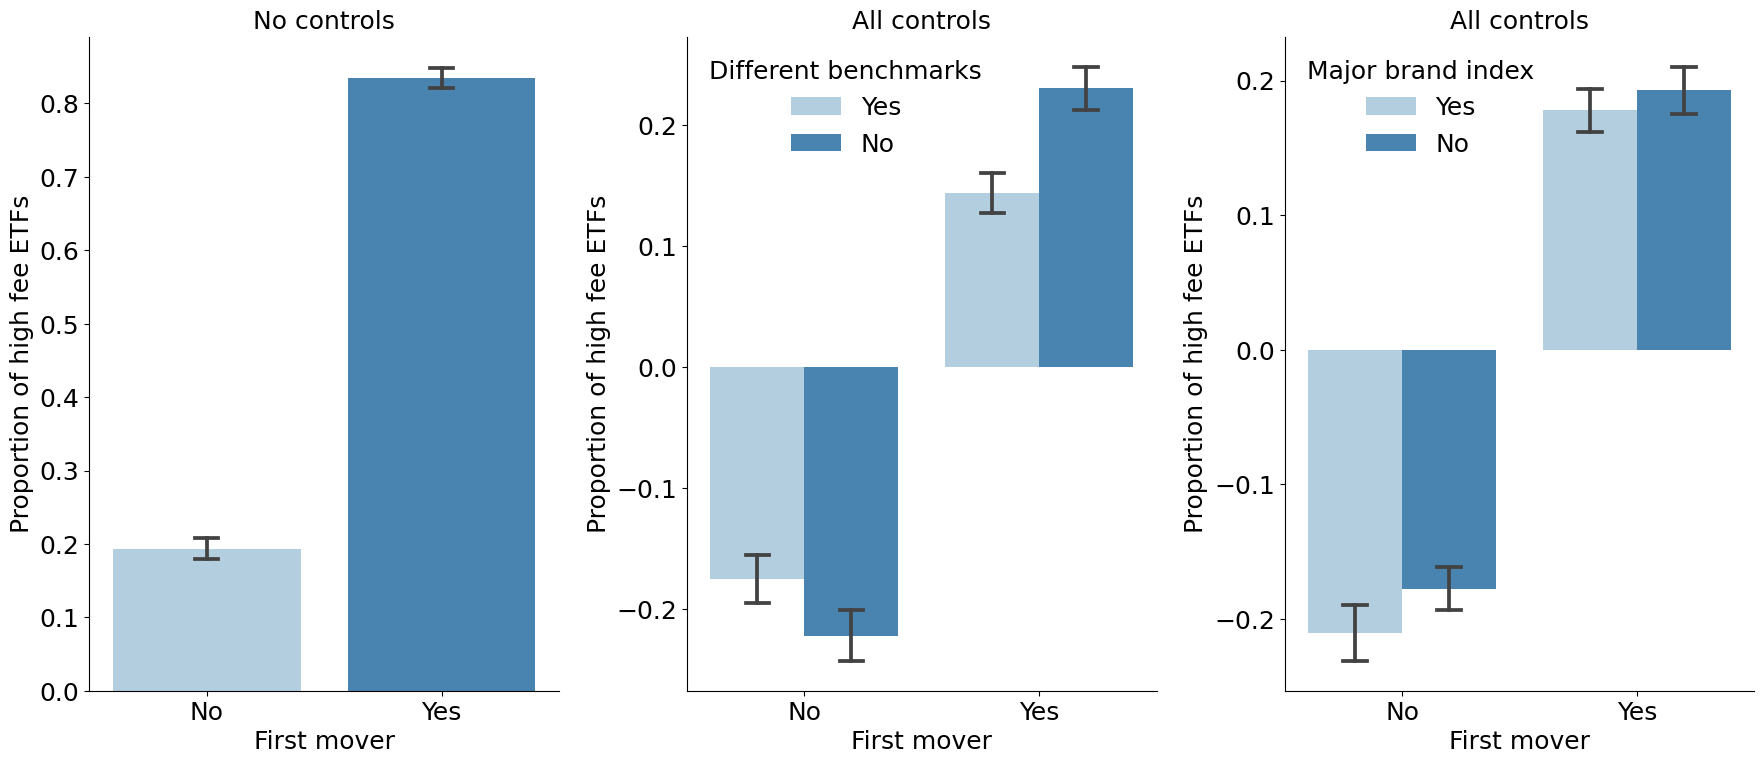 No controls
Proportion of high fee ETFs
0.8
0.7
0.6
0.5
0.4
0.3
0.2
0.1
0.0
No
Yes
First mover
All controls
Different benchmarks
Yes
No
Proportion of high fee ETFs
0.2
0.1
0.0
−0.1
−0.2
No
Yes
First mover
All controls
Major brand index
Yes
No
Proportion of high fee ETFs
0.2
0.1
0.0
−0.1
−0.2
No
Yes
First mover